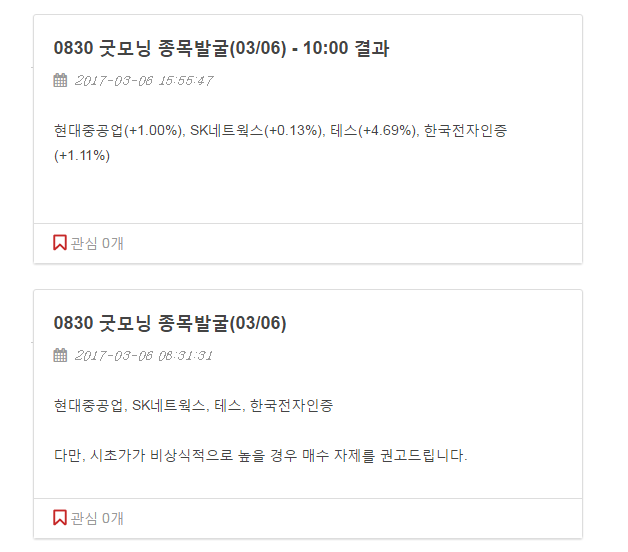 0830 굿모닝 종목발굴(03/06) - 10:00 결과
2017-03-06 15:55:47
현대중공업(+1.00%), SK네트웍스(+0.13%), 테스(+4.69%), 한국전자인증
(+1.11%)
관심 0개
0830 굿모닝 종목발굴(03/06)
2017-03-06 08:31:31
현대중공업, SK네트웍스, 테스, 한국전자인증
다만, 시초가가 비상식적으로 높을 경우 매수 자제를 권고드립니다.
관심 0개